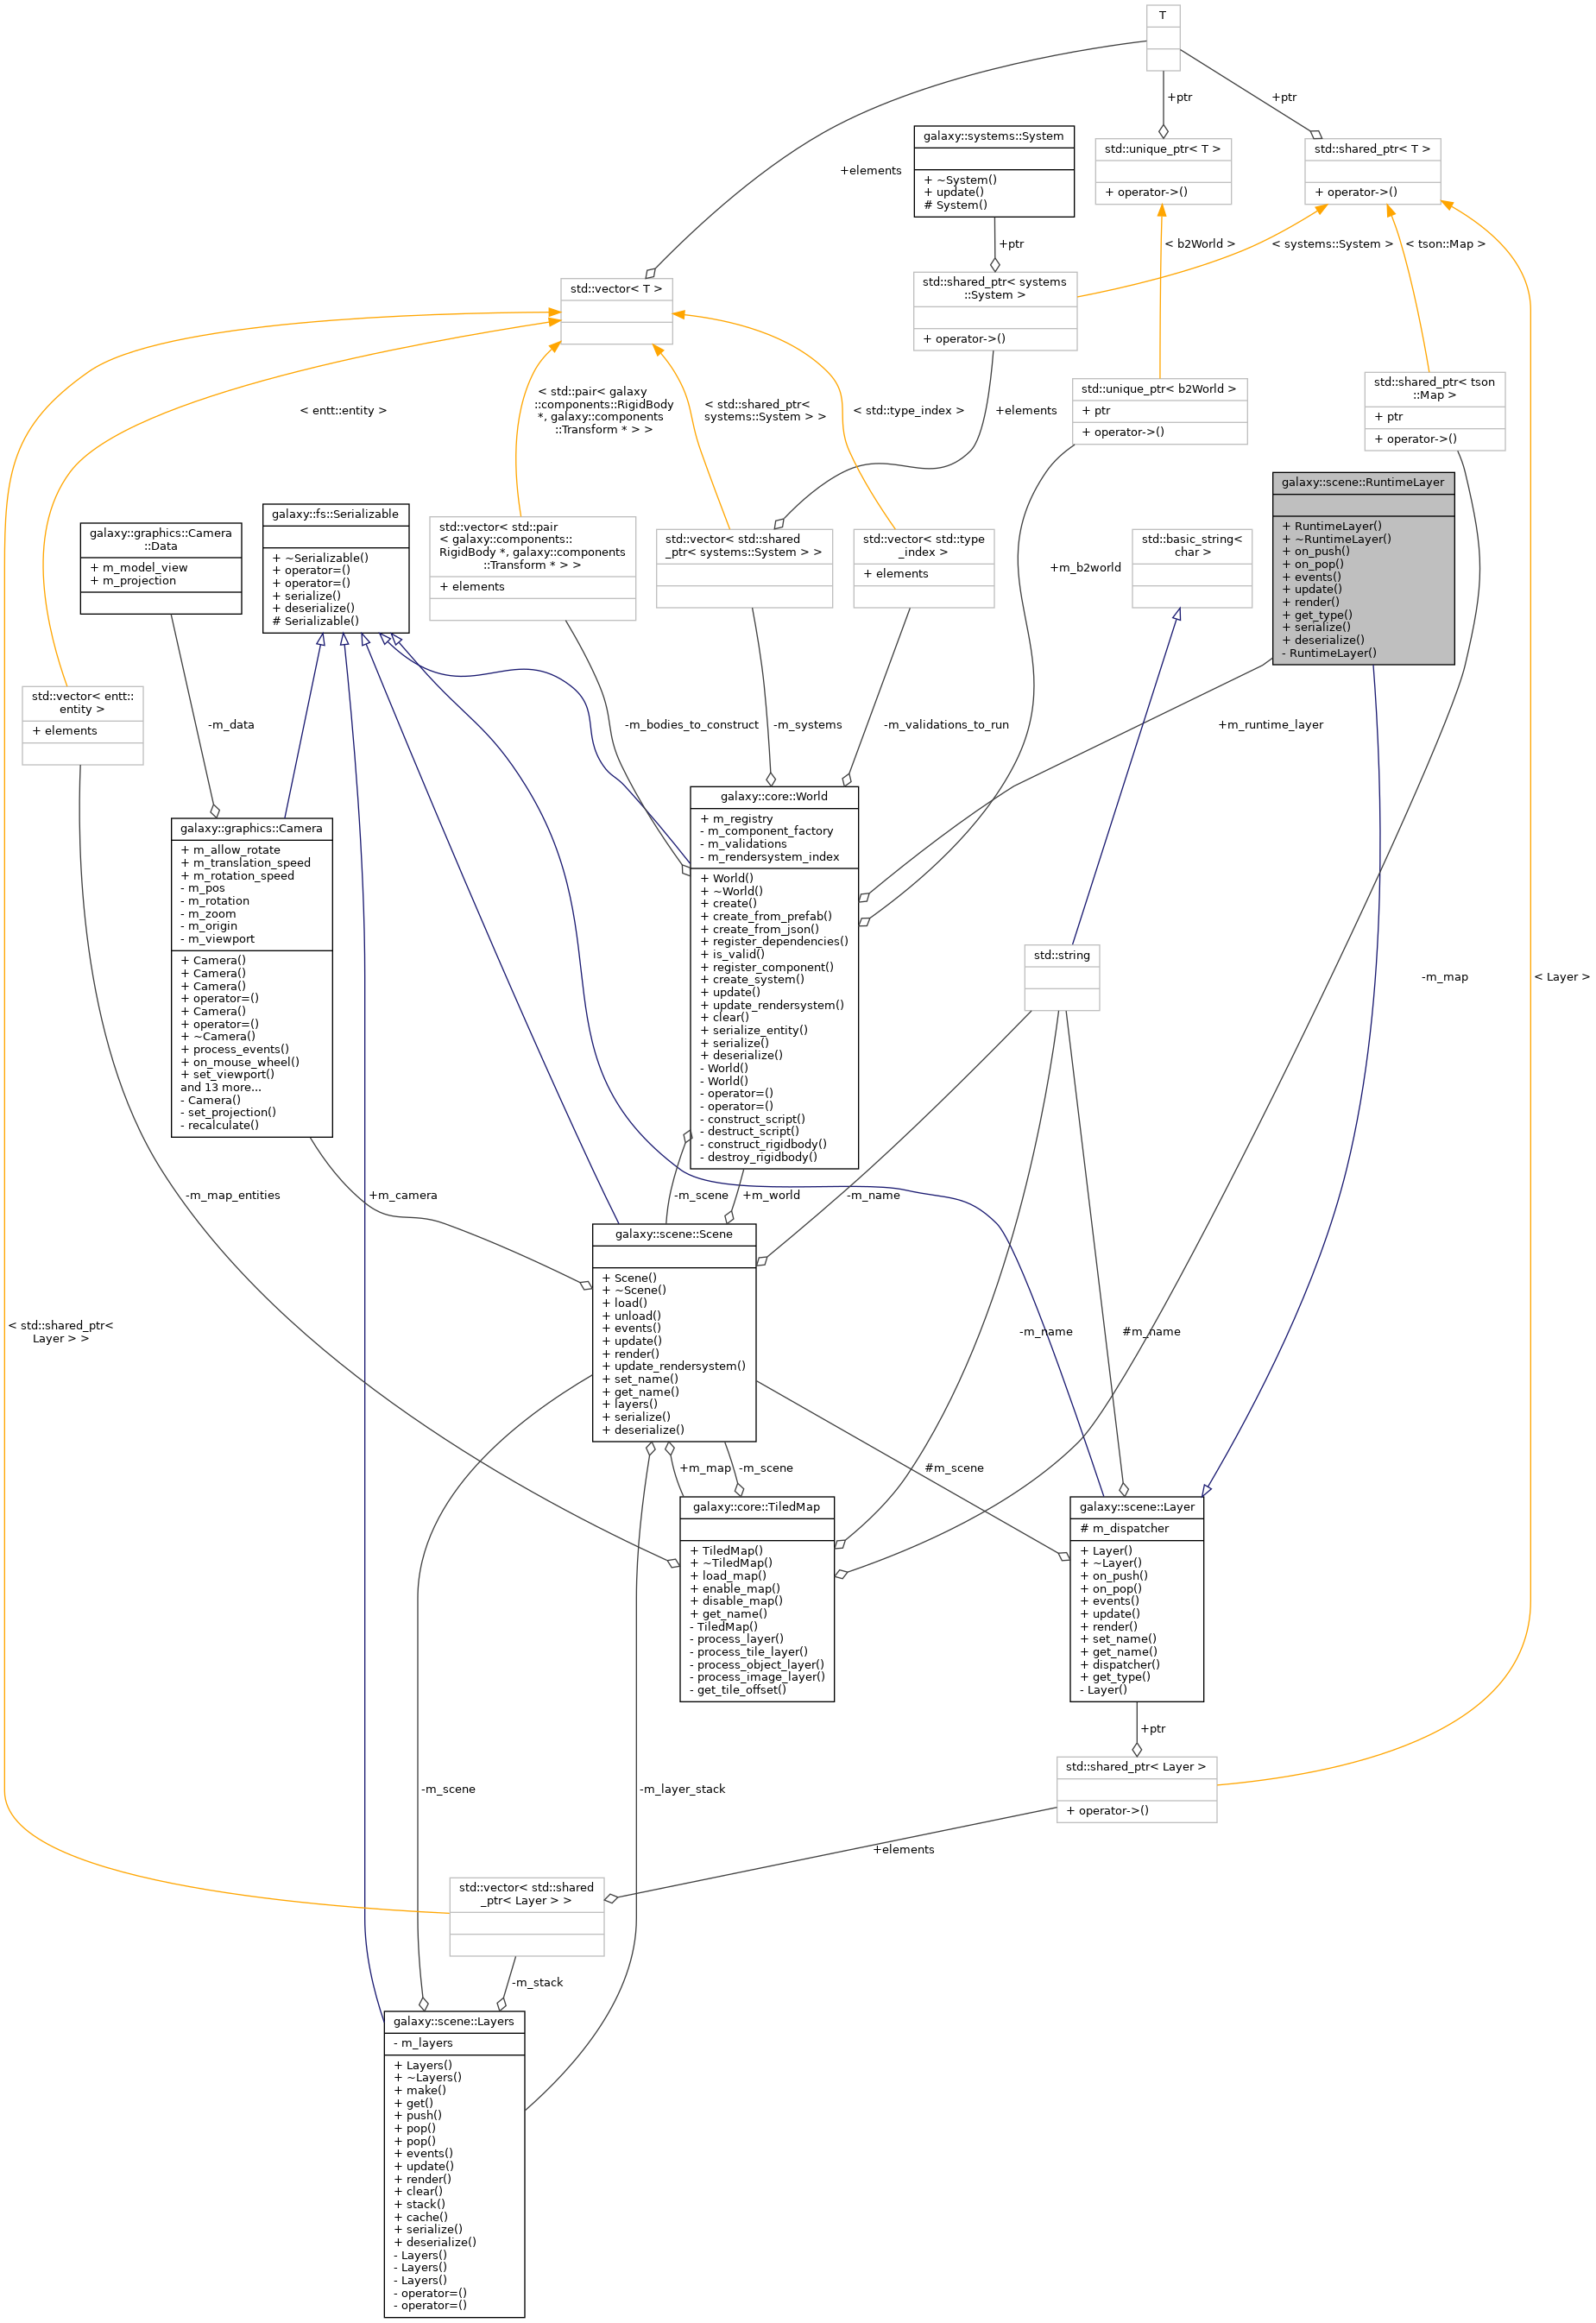 T
+ptr
+ptr
galaxy::systems::System
+ ~System()
+ update()
# System()
std::unique_ptr< T >
+ operator->()
std::shared_ptr< T >
+ operator->()
+elements
+ptr
< b2World >
< systems::System >
< tson::Map >
std::vector< T >
std::shared_ptr< systems
::System >
+ operator->()
std::unique_ptr< b2World >
+ ptr
+ operator->()
std::shared_ptr< tson
::Map >
+ ptr
+ operator->()
< entt::entity >
< std::pair< galaxy
::components::RigidBody
*, galaxy::components
::Transform * > >
< std::shared_ptr<
systems::System > >
< std::type_index >
+elements
galaxy::scene::RuntimeLayer
+ RuntimeLayer()
+ ~RuntimeLayer()
+ on_push()
+ on_pop()
+ events()
+ update()
+ render()
+ get_type()
+ serialize()
+ deserialize()
- RuntimeLayer()
galaxy::graphics::Camera
::Data
+ m_model_view
+ m_projection
galaxy::fs::Serializable
+ ~Serializable()
+ operator=()
+ operator=()
+ serialize()
+ deserialize()
# Serializable()
std::vector< std::pair
< galaxy::components::
RigidBody *, galaxy::components
::Transform * > >
+ elements
std::vector< std::shared
_ptr< systems::System > >
std::vector< std::type
_index >
+ elements
+m_b2world
std::basic_string<
char >
std::vector< entt::
entity >
+ elements
-m_data
-m_bodies_to_construct
-m_systems
-m_validations_to_run
+m_runtime_layer
galaxy::graphics::Camera
+ m_allow_rotate
+ m_translation_speed
+ m_rotation_speed
- m_pos
- m_rotation
- m_zoom
- m_origin
- m_viewport
+ Camera()
+ Camera()
+ Camera()
+ operator=()
+ Camera()
+ operator=()
+ ~Camera()
+ process_events()
+ on_mouse_wheel()
+ set_viewport()
and 13 more...
- Camera()
- set_projection()
- recalculate()
galaxy::core::World
+ m_registry
- m_component_factory
- m_validations
- m_rendersystem_index
+ World()
+ ~World()
+ create()
+ create_from_prefab()
+ create_from_json()
+ register_dependencies()
+ is_valid()
+ register_component()
+ create_system()
+ update()
+ update_rendersystem()
+ clear()
+ serialize_entity()
+ serialize()
+ deserialize()
- World()
- World()
- operator=()
- operator=()
- construct_script()
- destruct_script()
- construct_rigidbody()
- destroy_rigidbody()
std::string
-m_map
< Layer >
-m_map_entities
+m_camera
-m_scene
+m_world
-m_name
galaxy::scene::Scene
+ Scene()
+ ~Scene()
+ load()
+ unload()
+ events()
+ update()
+ render()
+ update_rendersystem()
+ set_name()
+ get_name()
+ layers()
+ serialize()
+ deserialize()
< std::shared_ptr<
Layer > >
-m_name
#m_name
+m_map
-m_scene
#m_scene
galaxy::core::TiledMap
+ TiledMap()
+ ~TiledMap()
+ load_map()
+ enable_map()
+ disable_map()
+ get_name()
- TiledMap()
- process_layer()
- process_tile_layer()
- process_object_layer()
- process_image_layer()
- get_tile_offset()
galaxy::scene::Layer
# m_dispatcher
+ Layer()
+ ~Layer()
+ on_push()
+ on_pop()
+ events()
+ update()
+ render()
+ set_name()
+ get_name()
+ dispatcher()
+ get_type()
- Layer()
+ptr
-m_scene
-m_layer_stack
std::shared_ptr< Layer >
+ operator->()
+elements
std::vector< std::shared
_ptr< Layer > >
-m_stack
galaxy::scene::Layers
- m_layers
+ Layers()
+ ~Layers()
+ make()
+ get()
+ push()
+ pop()
+ pop()
+ events()
+ update()
+ render()
+ clear()
+ stack()
+ cache()
+ serialize()
+ deserialize()
- Layers()
- Layers()
- Layers()
- operator=()
- operator=()